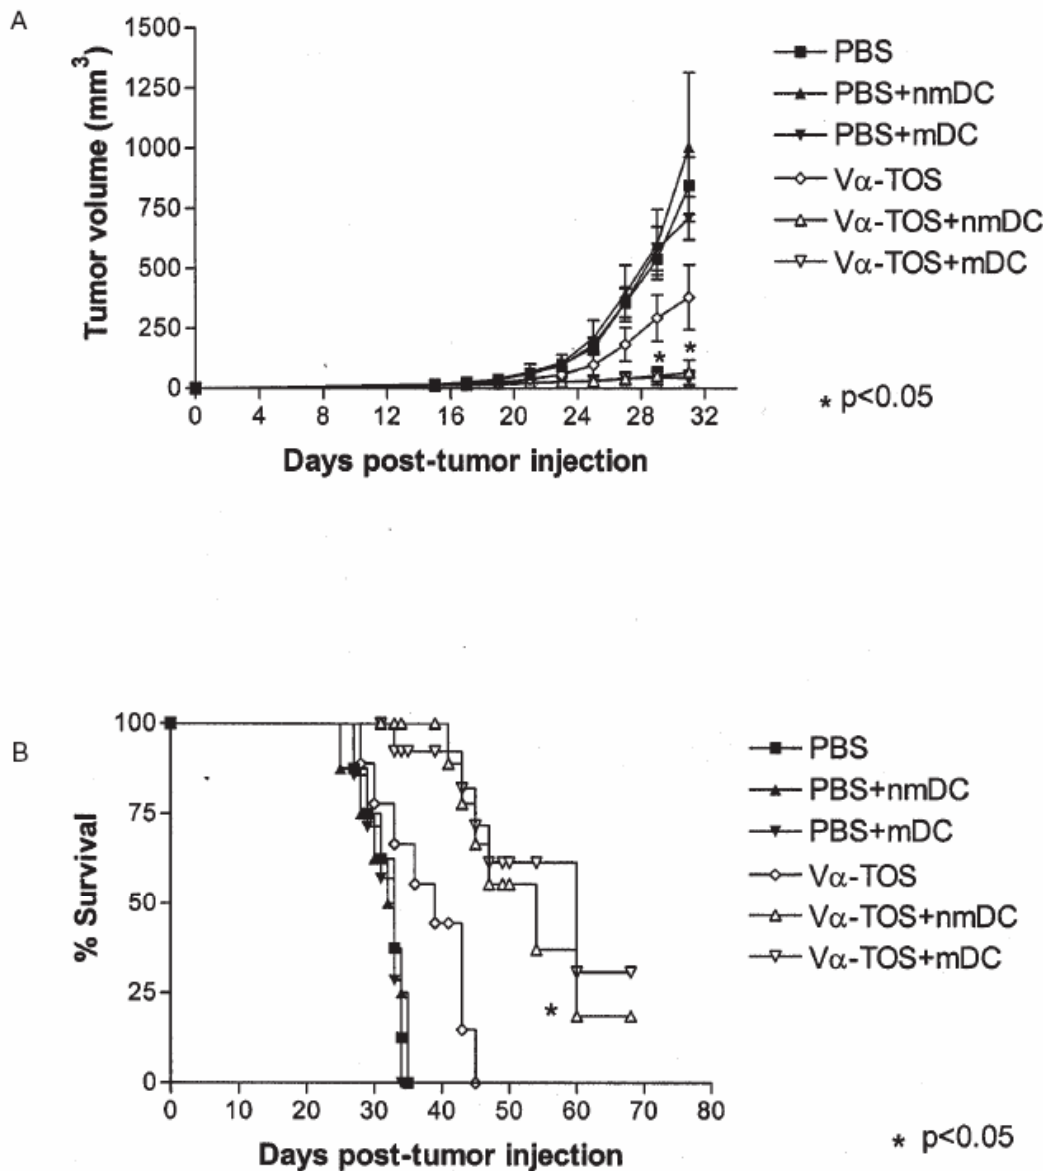 A
Tumor volume (mm³)
1500
1250
1000
750
500
250
0
0 4 8 12 16 20 24 28 32
Days post-tumor injection
* *
PBS
PBS+nmDC
PBS+mDC
Vα-TOS
Vα-TOS+nmDC
Vα-TOS+mDC
* p<0.05
B
% Survival
100
75
50
25
0
0 10 20 30 40 50 60 70 80
Days post-tumor injection
*
PBS
PBS+nmDC
PBS+mDC
Vα-TOS
Vα-TOS+nmDC
Vα-TOS+mDC
* p<0.05